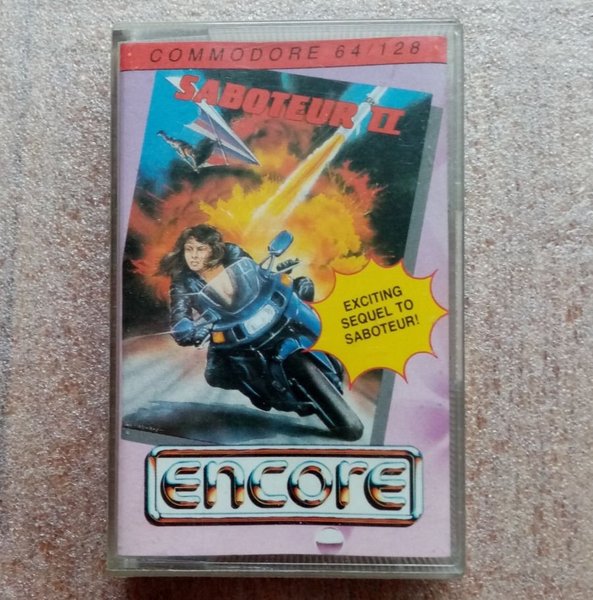 COMMODORE 64/128
SABOTEUR II
EXCITING
SEQUEL TO
SABOTEUR!
encore